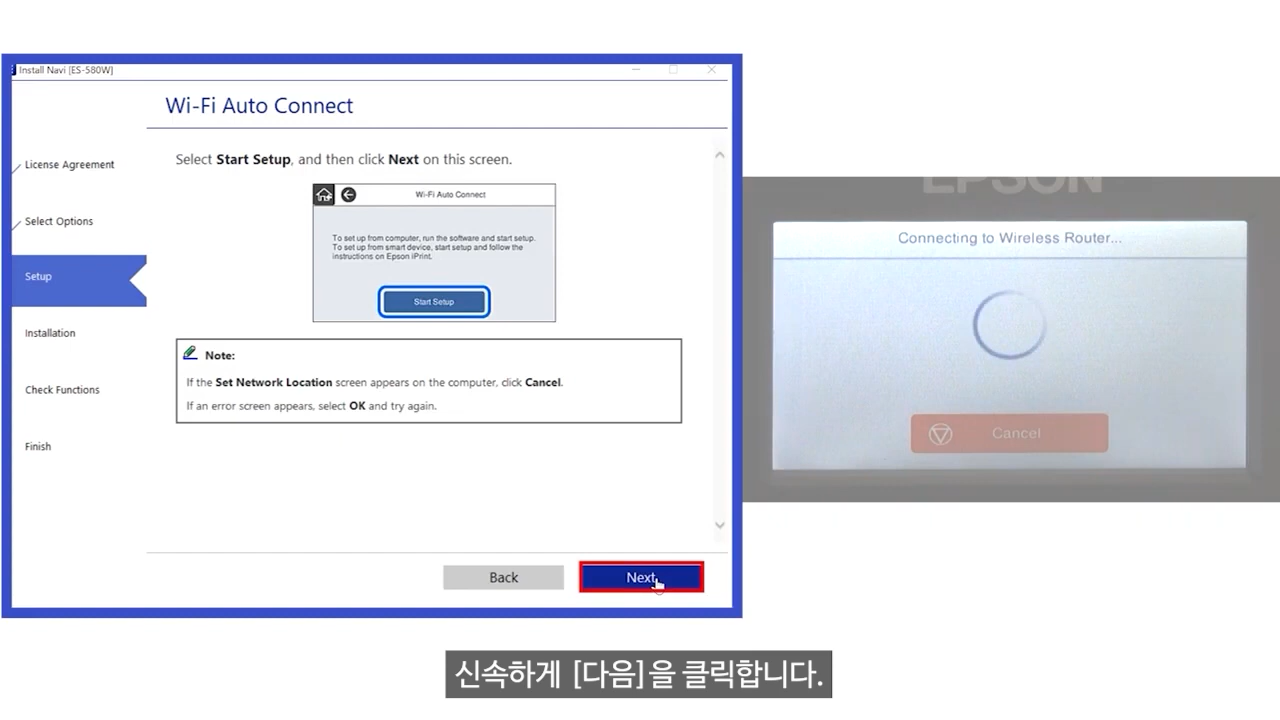 Install Navi [ES-580W]
Wi-Fi Auto Connect
License Agreement
Select Options
Setup
Installation
Check Functions
Finish
Select Start Setup, and then click Next on this screen.
Wi-Fi Auto Connect
To set up from computer, run the software and start setup.
To set up from smart device, start setup and follow the
instructions on Epson iPrint.
Start Setup
Note:
If the Set Network Location screen appears on the computer, click Cancel.
If an error screen appears, select OK and try again.
Back
Next
EPSON
Connecting to Wireless Router...
Cancel
신속하게 [다음]을 클릭합니다.